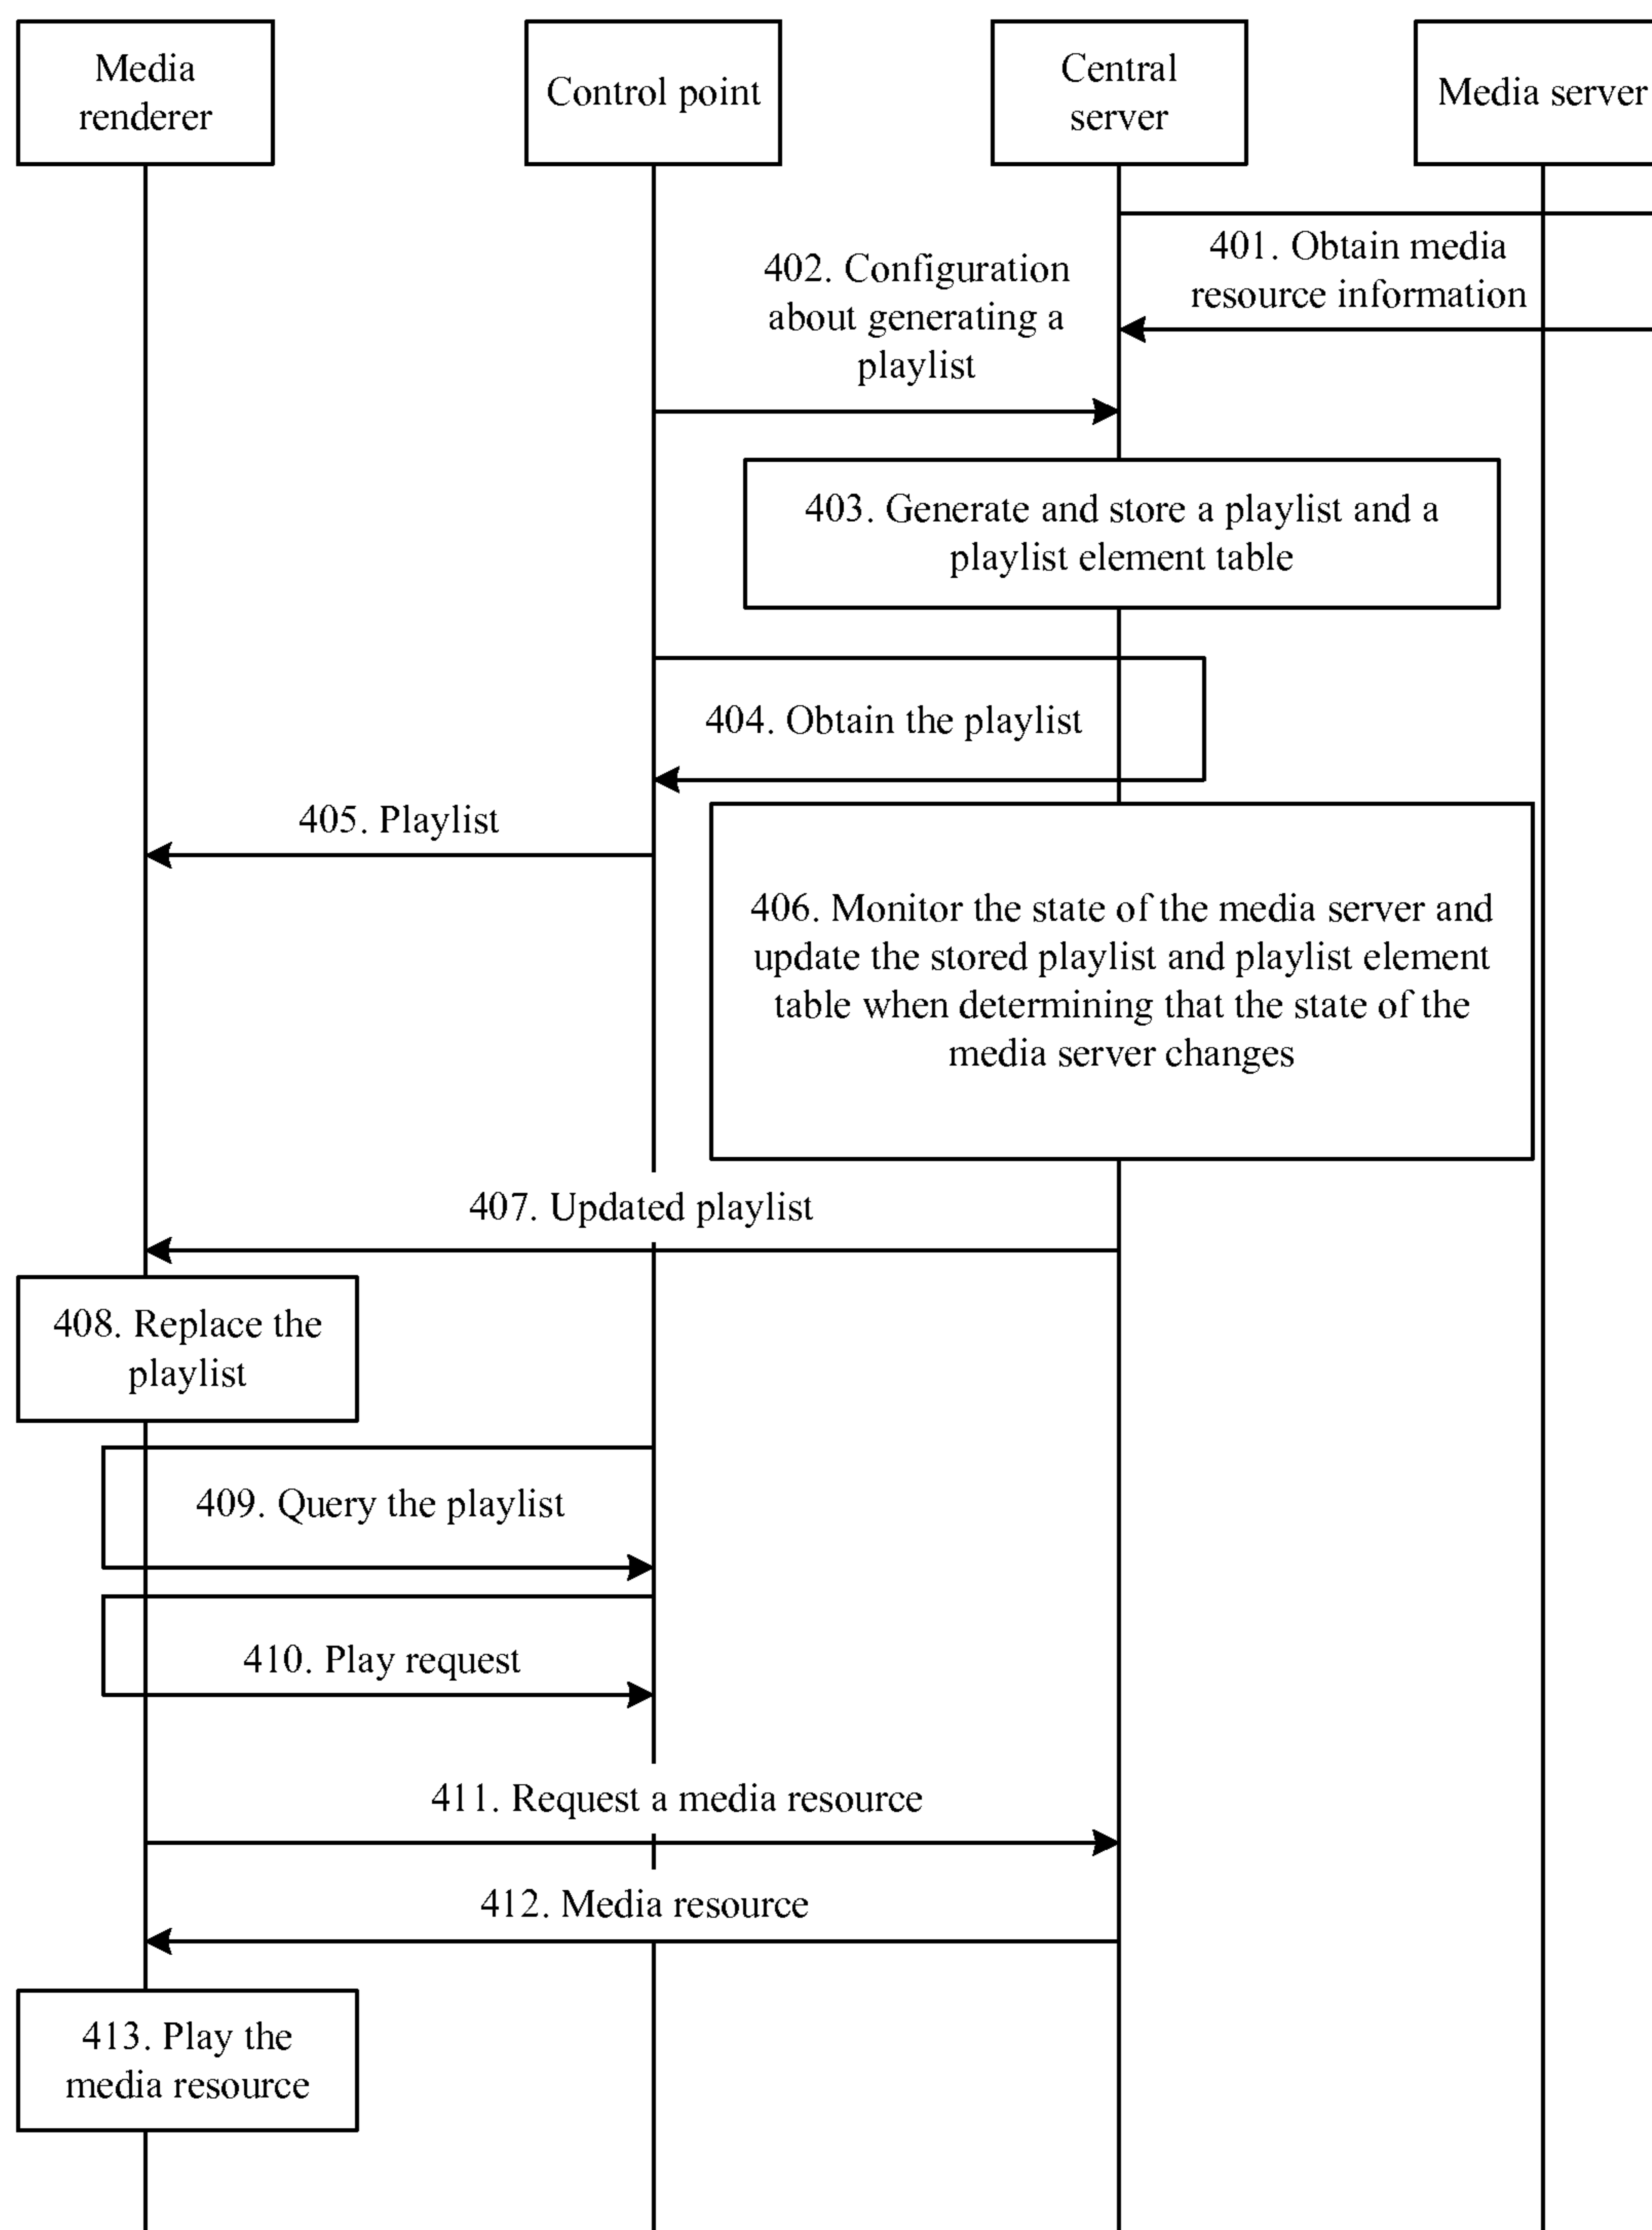 Media
renderer
Control point
Central
server
Media server
401. Obtain media
resource information
402. Configuration
about generating a
playlist
403. Generate and store a playlist and a
playlist element table
404. Obtain the playlist
405. Playlist
406. Monitor the state of the media server and
update the stored playlist and playlist element
table when determining that the state of the
media server changes
407. Updated playlist
408. Replace the
playlist
409. Query the playlist
410. Play request
411. Request a media resource
412. Media resource
413. Play the
media resource